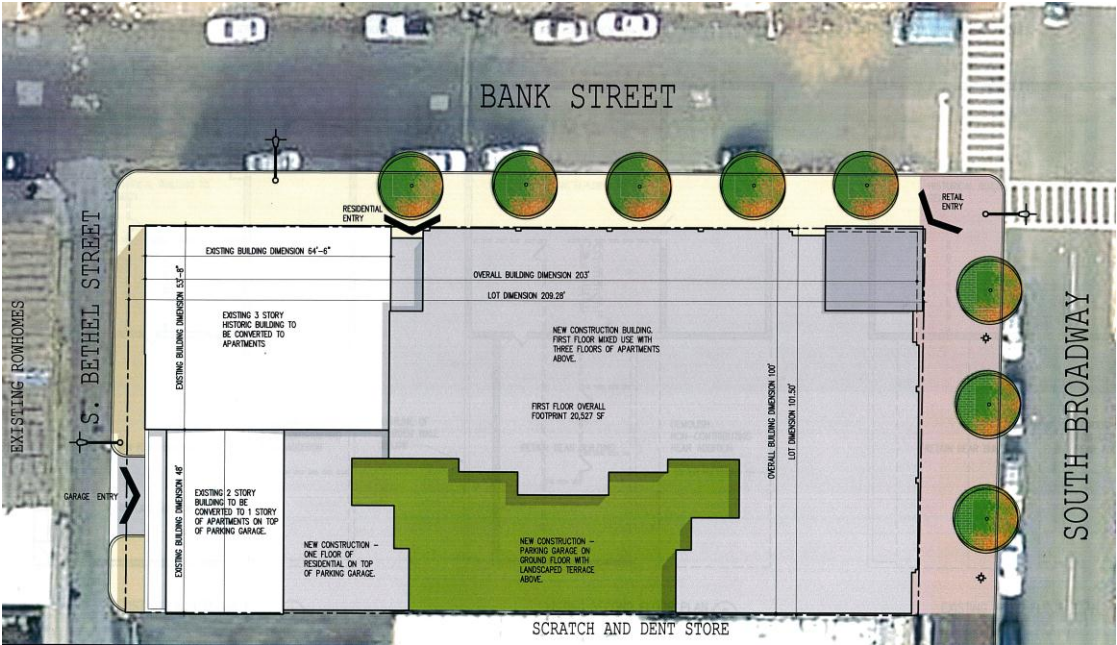 BANK STREET
RESIDENTIAL
ENTRY
RETAIL
ENTRY
S. BETHEL STREET
EXISTING ROWHOMES
EXISTING BUILDING DIMENSION 64'-6"
EXISTING BUILDING DIMENSION 53'-8"
OVERALL BUILDING DIMENSION 203'
LOT DIMENSION 209.28'
EXISTING 3 STORY
HISTORIC BUILDING TO
BE CONVERTED TO
APARTMENTS
NEW CONSTRUCTION BUILDING.
FIRST FLOOR MIXED USE WITH
THREE FLOORS OF APARTMENTS
ABOVE.
FIRST FLOOR OVERALL
FOOTPRINT 20,527 SF
OVERALL BUILDING DIMENSION 100'
LOT DIMENSION 101.50'
SOUTH BROADWAY
GARAGE ENTRY
EXISTING BUILDING DIMENSION 48'
EXISTING 2 STORY
BUILDING TO BE
CONVERTED TO 1 STORY
OF APARTMENTS ON TOP
OF PARKING GARAGE.
NEW CONSTRUCTION -
ONE FLOOR OF
RESIDENTIAL ON TOP
OF PARKING GARAGE.
NEW CONSTRUCTION -
PARKING GARAGE ON
GROUND FLOOR WITH
LANDSCAPED TERRACE
ABOVE.
SCRATCH AND DENT STORE